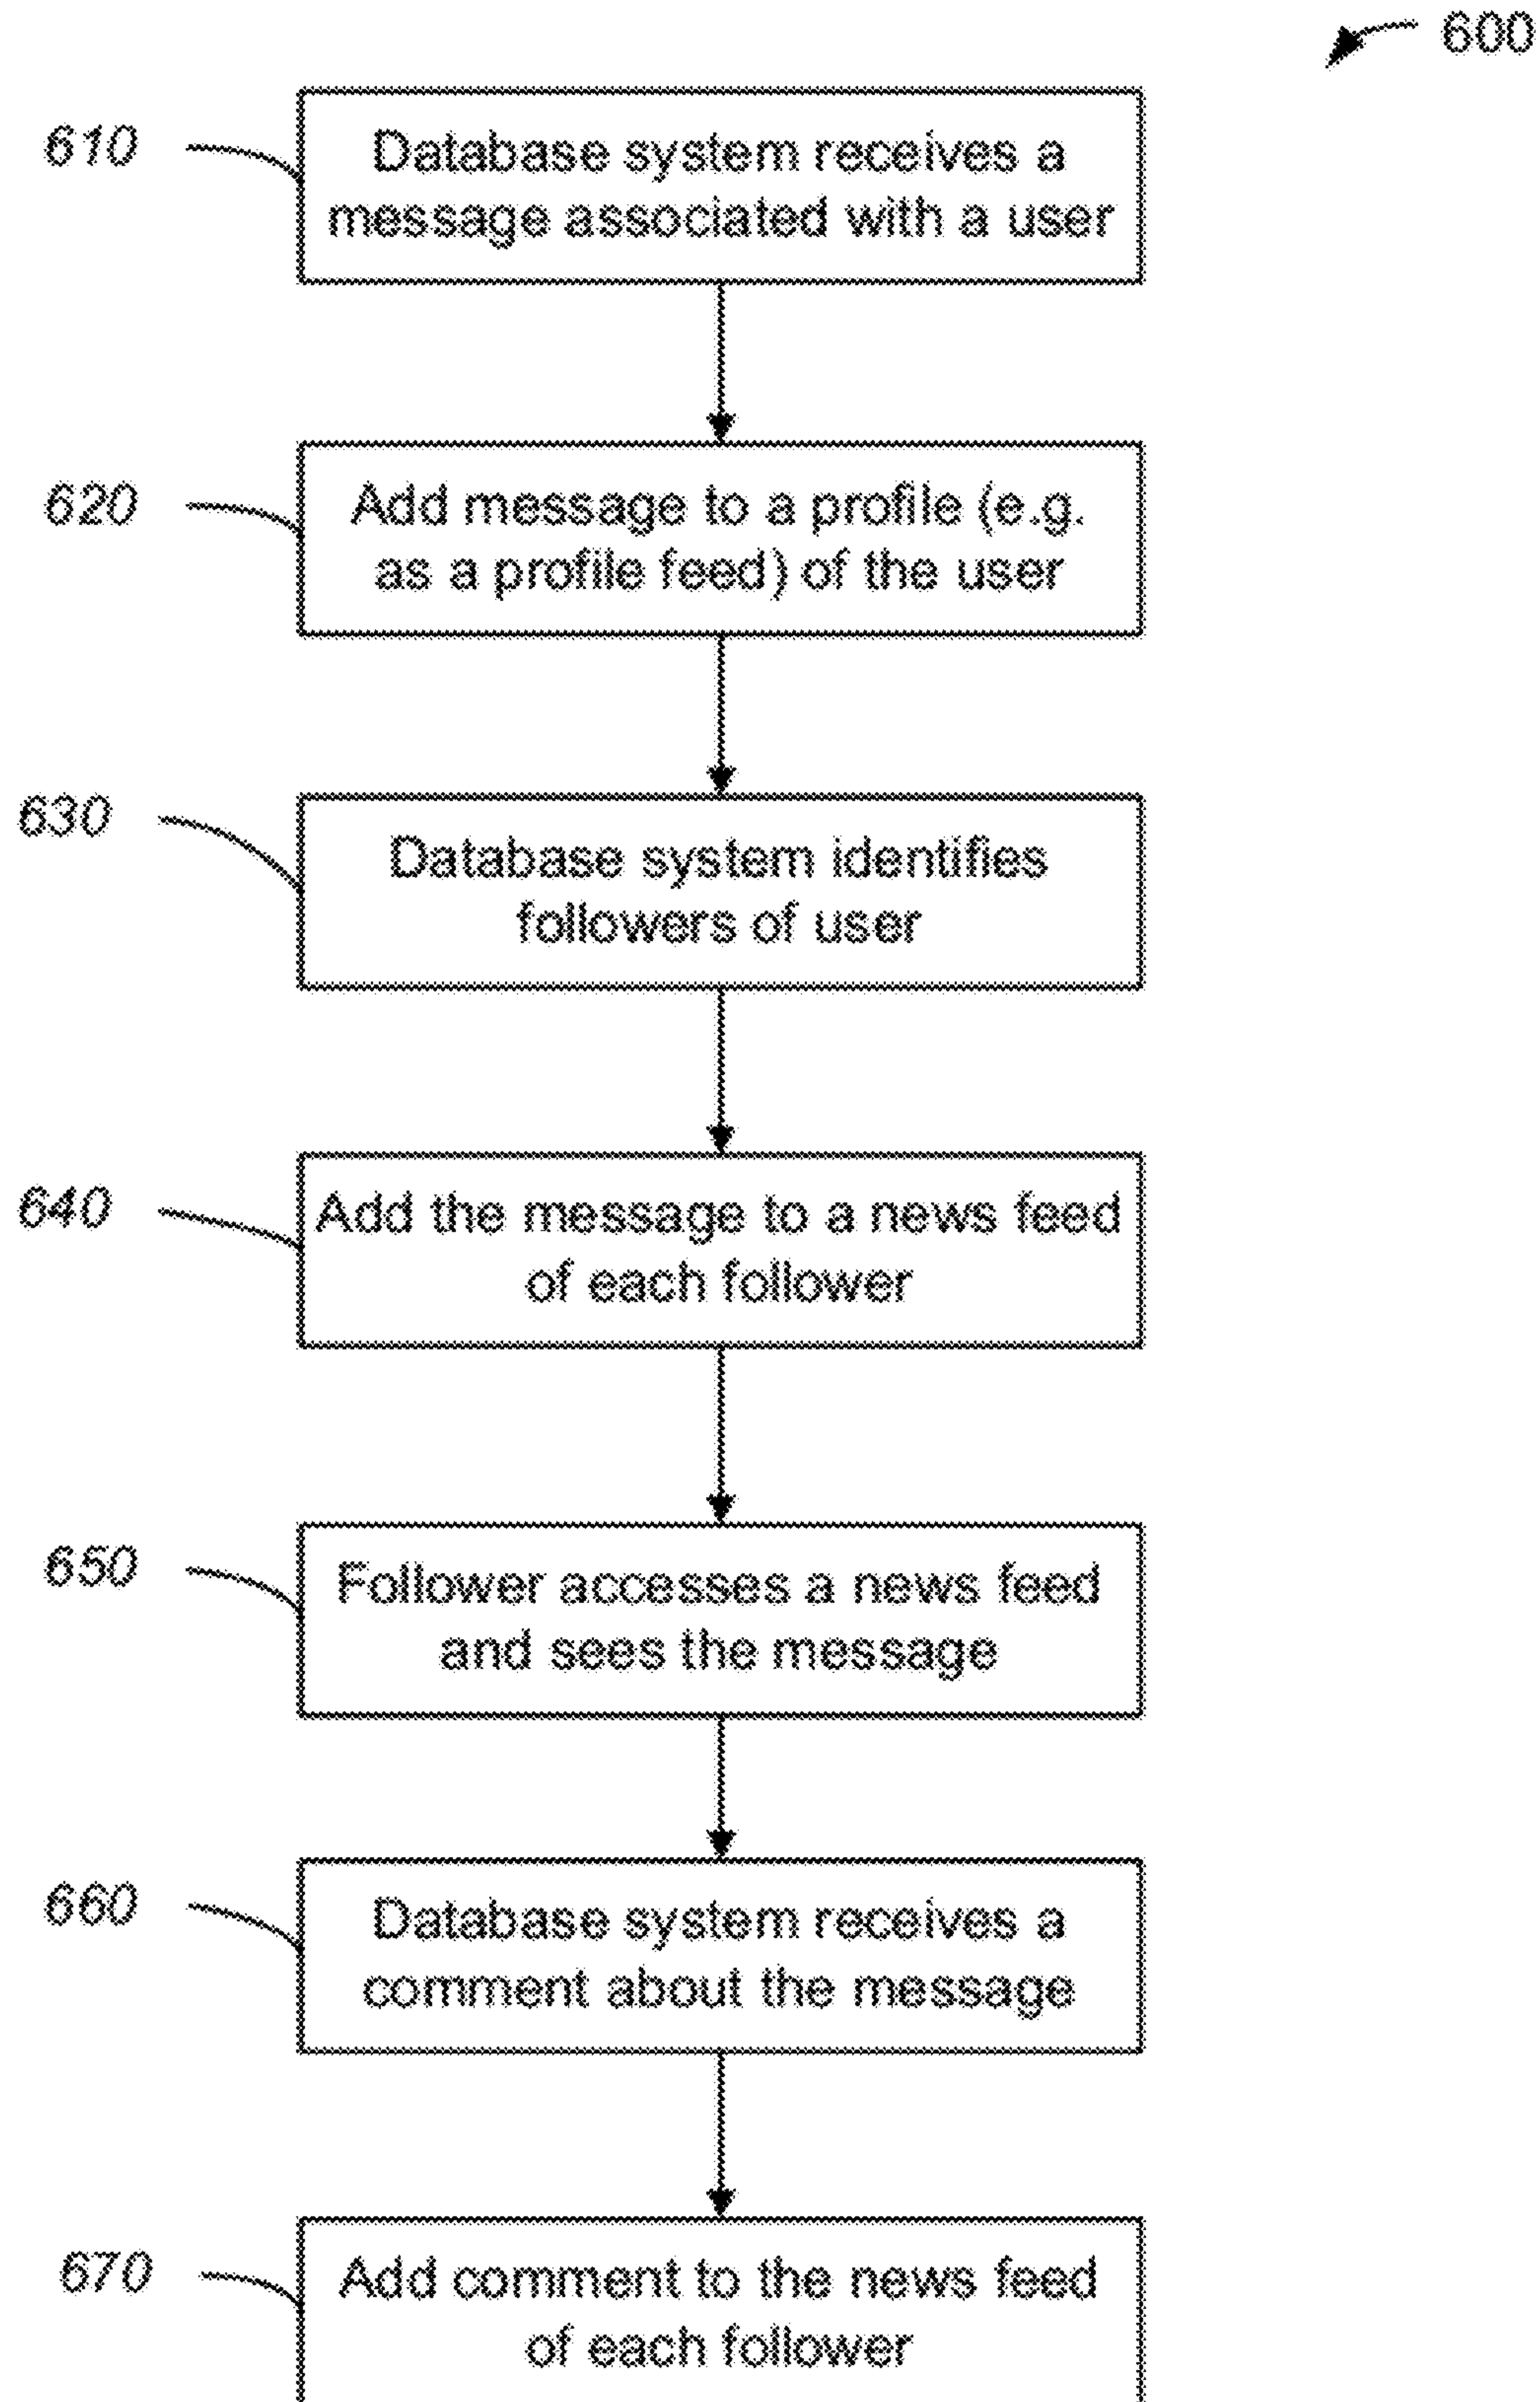 600
610
Database system receives a
message associated with a user
620
Add message to a profile (e.g.
as a profile feed) of the user
630
Database system identifies
followers of user
640
Add the message to a news feed
of each follower
650
Follower accesses a news feed
and sees the message
660
Database system receives a
comment about the message
670
Add comment to the news feed
of each follower